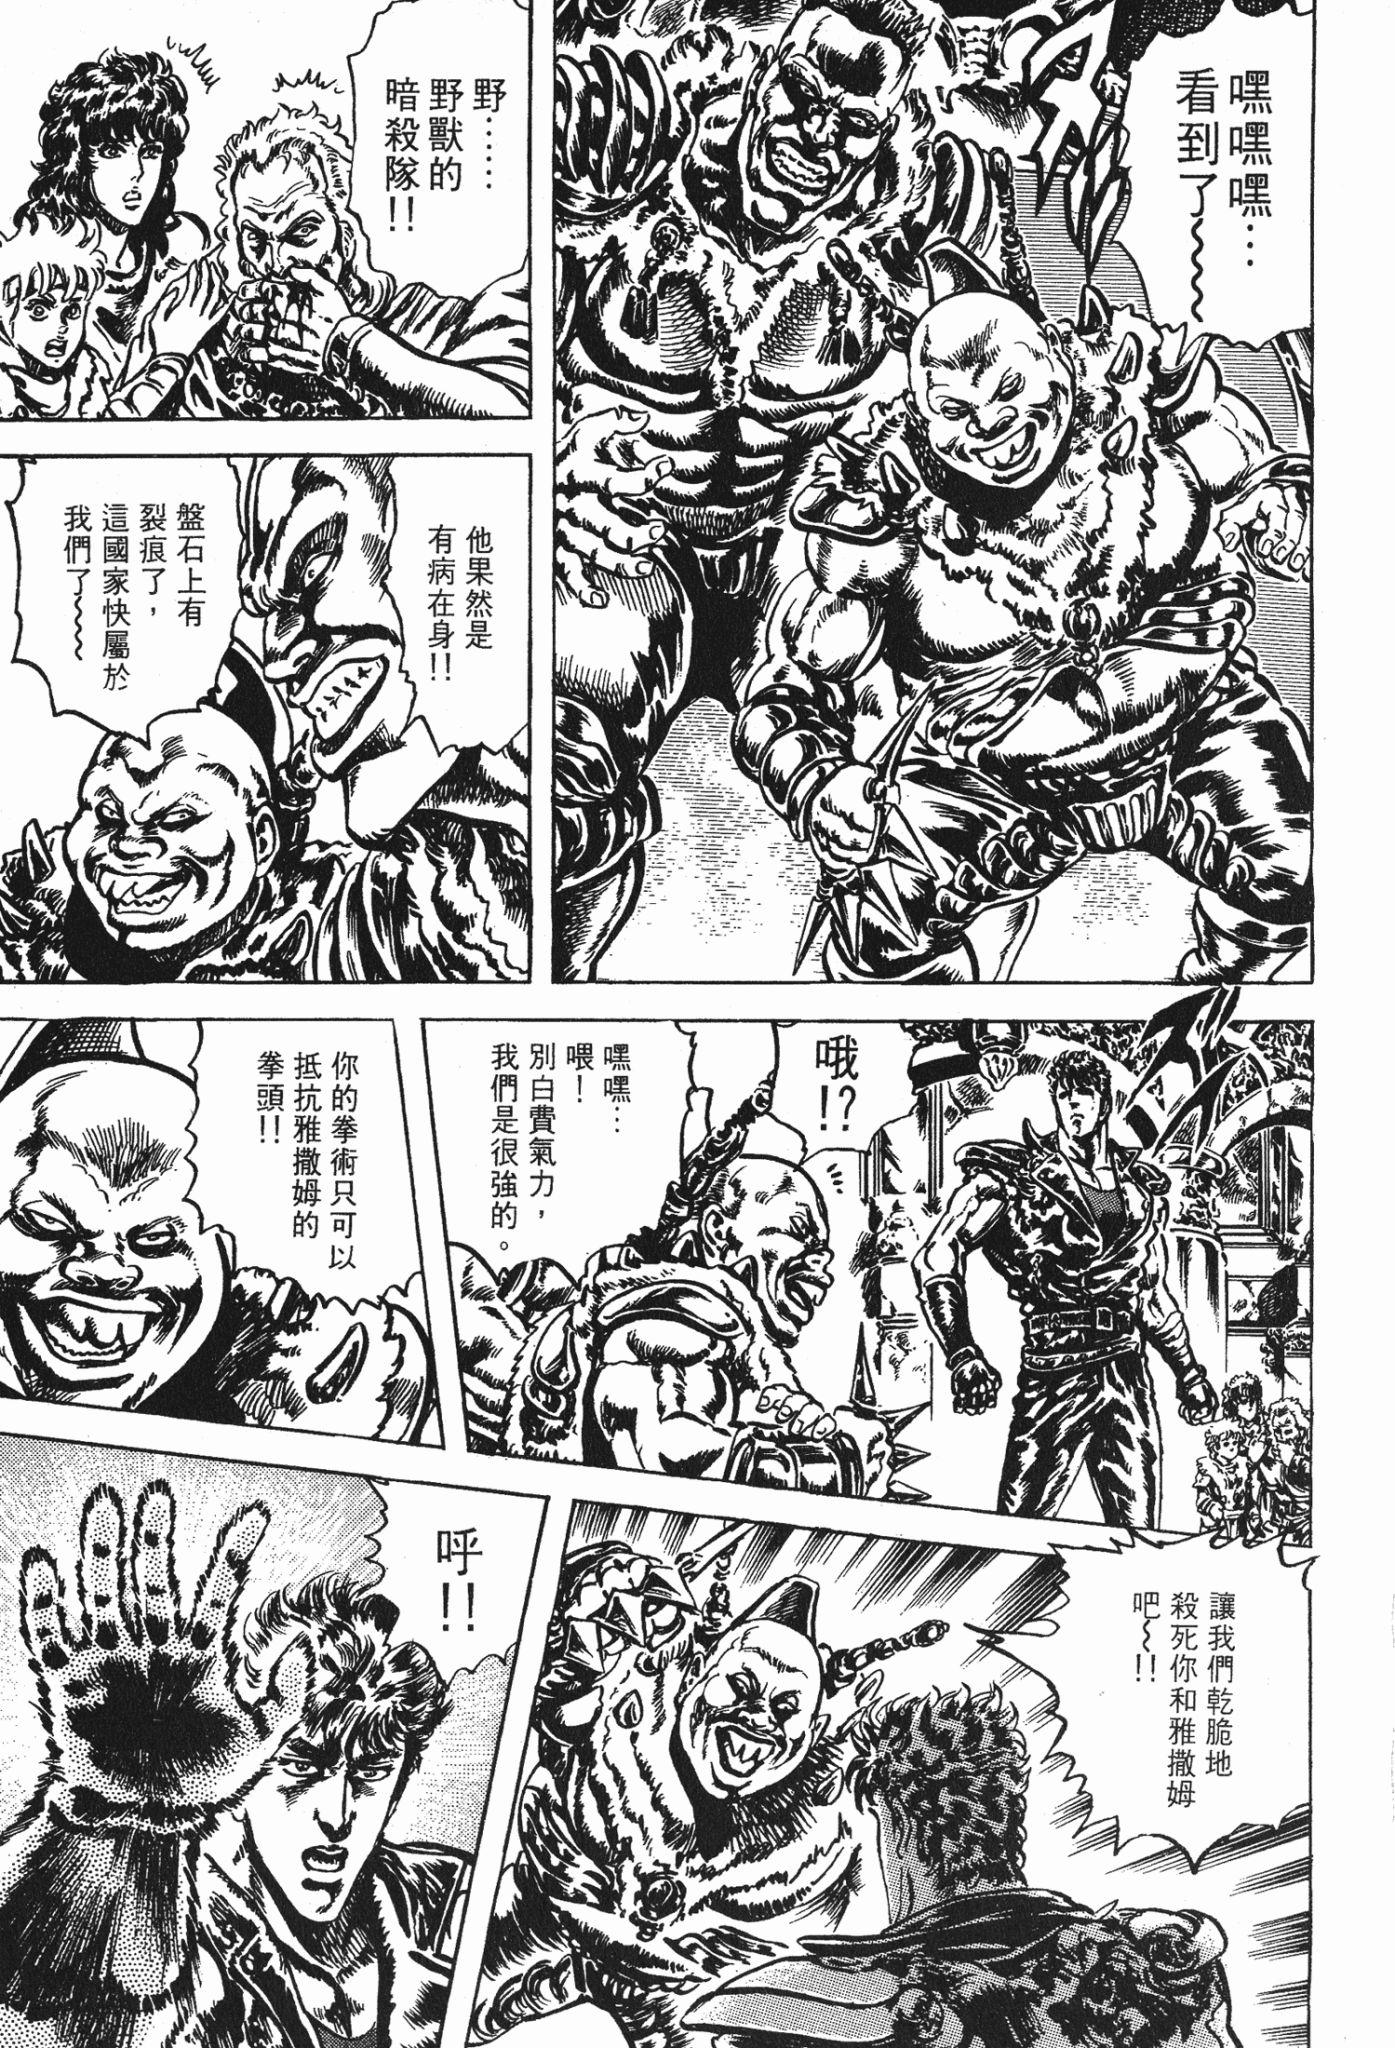 嘿嘿嘿…
看到了～～
野……
野獸的
暗殺隊!!
他果然是
有病在身!!
盤石上有
裂痕了，
這國家快屬於
我們了～～
哦!?
嘿嘿…
喂！
別白費氣力，
我們是很強的。
你的拳術只可以
抵抗雅撒姆的
拳頭!!
讓我們乾脆地
殺死你和雅撒姆
吧～!!
呼!!